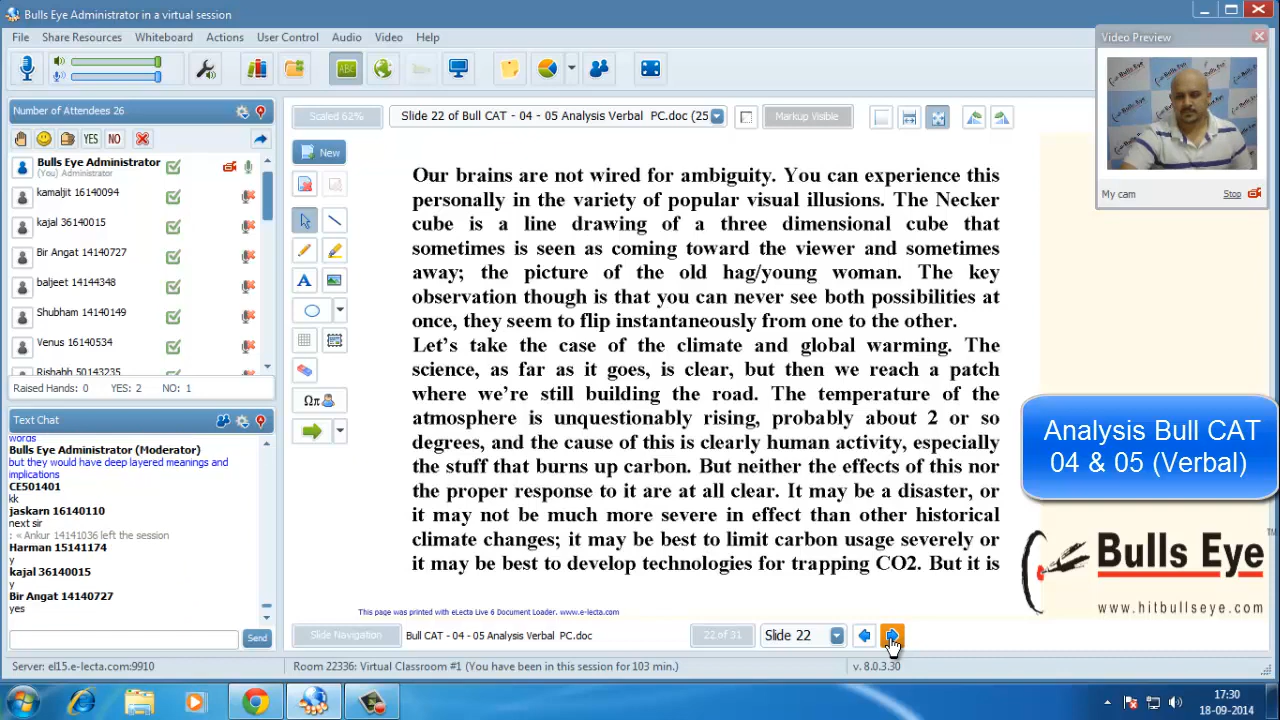 Bulls Eye Administrator in a virtual session
File Share Resources Whiteboard Actions User Control Audio Video Help
Video Preview
My cam Stop
Number of Attendees 26
YES NO
Bulls Eye Administrator
(You) Administrator
kamaljit 16140094
kajal 36140015
Bir Angat 14140727
baljeet 14144348
Shubham 14140149
Venus 16140534
Rishabh 50143235
Raised Hands: 0 YES: 2 NO: 1
Text Chat
words
Bulls Eye Administrator (Moderator)
but they would have deep layered meanings and
implications
CE501401
kk
jaskarn 16140110
next sir
: « Ankur 14141036 left the session
Harman 15141174
y
kajal 36140015
y
Bir Angat 14140727
yes
Send
Scaled 62%
Slide 22 of Bull CAT - 04 - 05 Analysis Verbal PC.doc (25
Markup Visible
New
ABC
Ωπ
Our brains are not wired for ambiguity. You can experience this
personally in the variety of popular visual illusions. The Necker
cube is a line drawing of a three dimensional cube that
sometimes is seen as coming toward the viewer and sometimes
away; the picture of the old hag/young woman. The key
observation though is that you can never see both possibilities at
once, they seem to flip instantaneously from one to the other.
Let's take the case of the climate and global warming. The
science, as far as it goes, is clear, but then we reach a patch
where we're still building the road. The temperature of the
atmosphere is unquestionably rising, probably about 2 or so
degrees, and the cause of this is clearly human activity, especially
the stuff that burns up carbon. But neither the effects of this nor
the proper response to it are at all clear. It may be a disaster, or
it may not be much more severe in effect than other historical
climate changes; it may be best to limit carbon usage severely or
it may be best to develop technologies for trapping CO2. But it is
This page was printed with eLecta Live 6 Document Loader. www.e-lecta.com
Slide Navigation Bull CAT - 04 - 05 Analysis Verbal PC.doc 22 of 31 Slide 22
Analysis Bull CAT
04 & 05 (Verbal)
Bulls Eye
www.hitbullseye.com
Server: el15.e-lecta.com:9910 Room 22336: Virtual Classroom #1 (You have been in this session for 103 min.) v. 8.0.3.30
17:30
18-09-2014